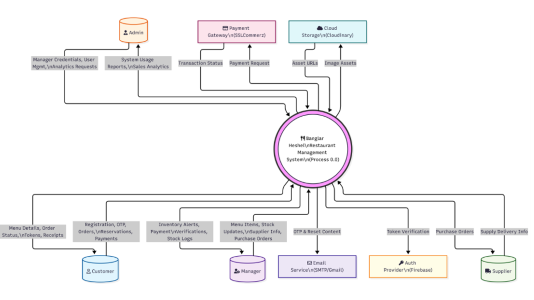 Admin
Payment
Gateway\n(SSLCommerz)
Cloud
Storage\n(Cloudinary)
Manager Credentials, User
Mgmt,\nAnalytics Requests
System Usage
Reports,\nSales Analytics
Transaction Status
Payment Request
Asset URLs
Image Assets
Banglar
Heshel\nRestaurant
Management
System\n(Process 0.0)
Menu Details, Order
Status,\nTokens, Receipts
Registration, OTP,
Orders,\nReservations,
Payments
Inventory Alerts,
Payment\nVerifications,
Stock Logs
Menu Items, Stock
Updates,\nSupplier Info,
Purchase Orders
OTP & Reset Content
Token Verification
Purchase Orders
Supply Delivery Info
Customer
Manager
Email
Service\n(SMTP/Gmail)
Auth
Provider\n(Firebase)
Supplier